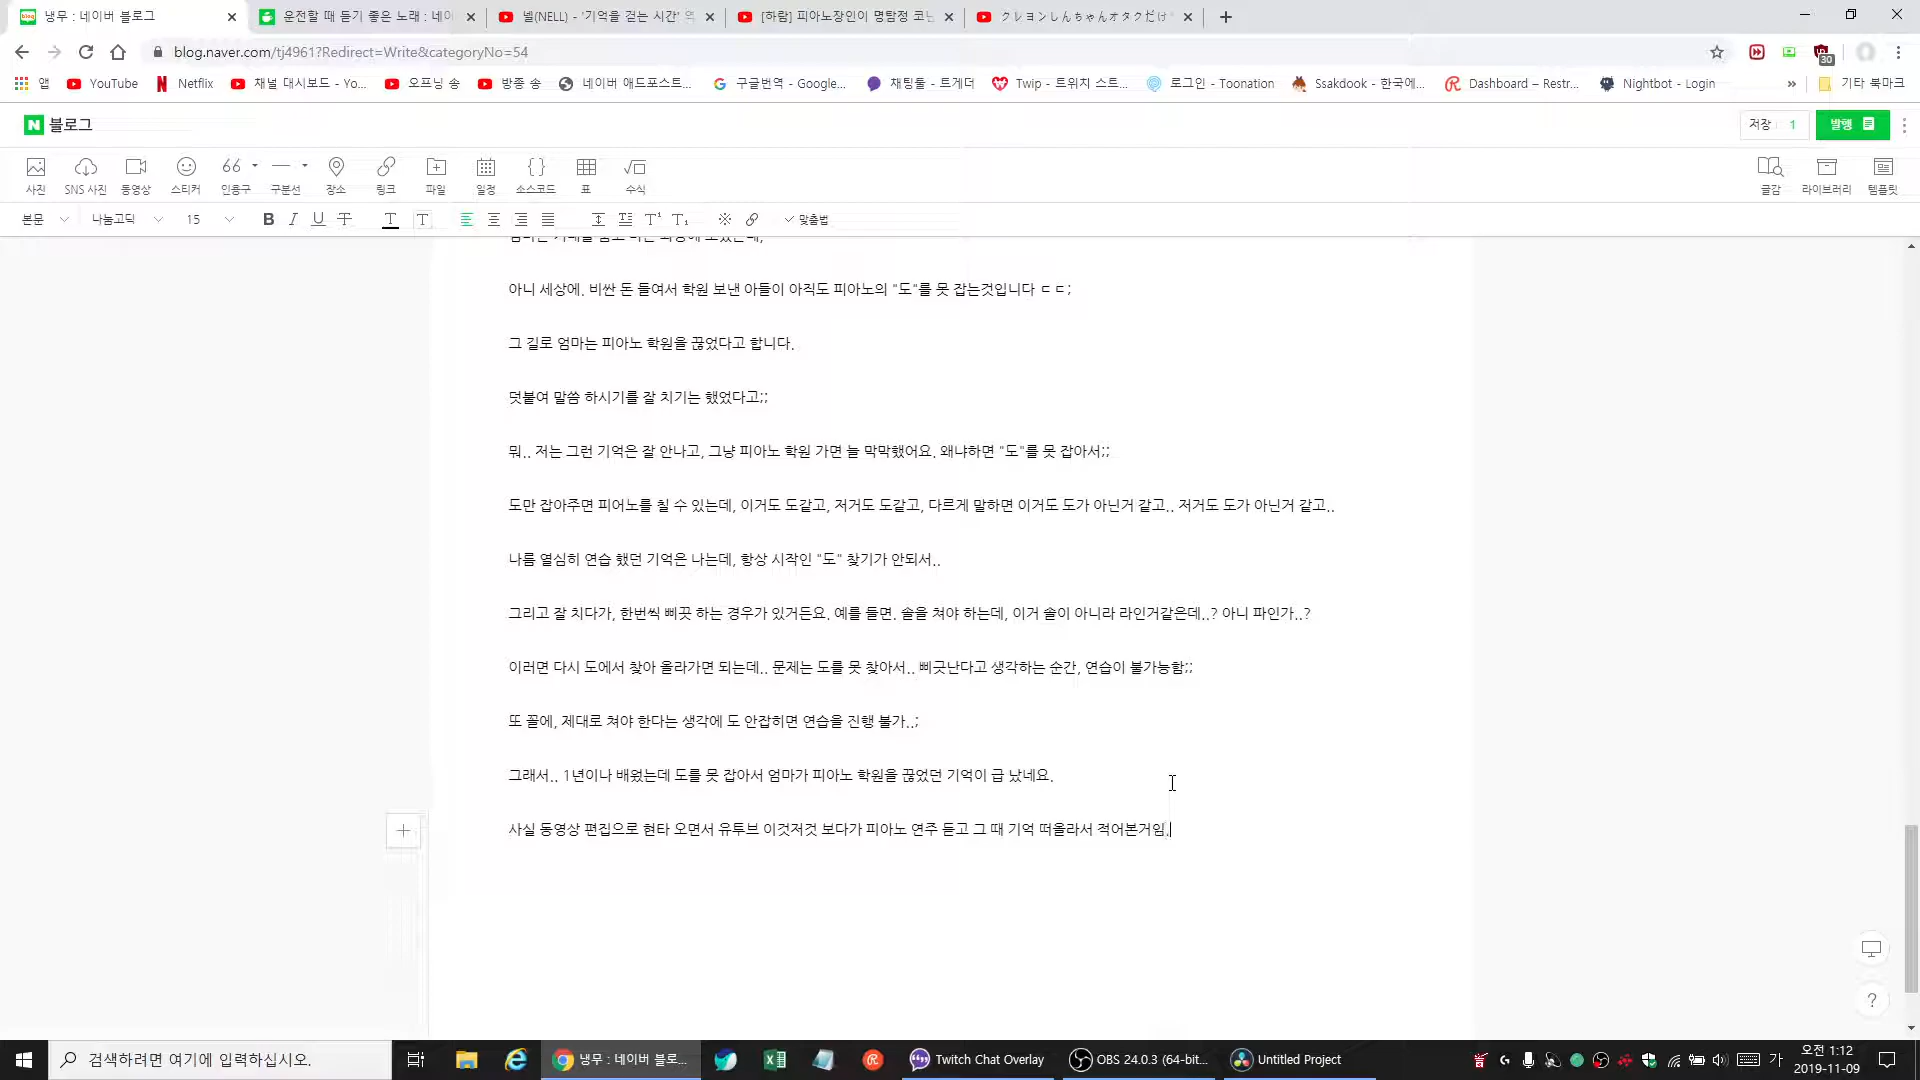 냉무 : 네이버 블로그
운전할 때 듣기 좋은 노래 : 네이
넬(NELL) - '기억을 걷는 시간'
[하람] 피아노장인이 명탐정 코난
クレヨンしんちゃんオタクだけ
blog.naver.com/tj4961?Redirect=Write&categoryNo=54
30
앱
YouTube
Netflix
채널 대시보드 - Yo...
오프닝 송
방종 송
네이버 애드포스트...
구글번역 - Google...
채팅툴 - 트게더
Twip - 트위치 스트...
로그인 - Toonation
Ssakdook - 한국에...
Dashboard – Restr...
Nightbot - Login
»
기타 북마크
N 블로그
저장 1
발행
사진
SNS 사진
동영상
스티커
인용구
구분선
장소
링크
파일
일정
소스코드
표
수식
글감
라이브러리
템플릿
본문
나눔고딕
15
맞춤법
아니 세상에. 비싼 돈 들여서 학원 보낸 아들이 아직도 피아노의 "도"를 못 잡는것입니다 ㄷㄷ;
그 길로 엄마는 피아노 학원을 끊었다고 합니다.
덧붙여 말씀 하시기를 잘 치기는 했었다고;;
뭐.. 저는 그런 기억은 잘 안나고, 그냥 피아노 학원 가면 늘 막막했어요. 왜냐하면 "도"를 못 잡아서;;
도만 잡아주면 피어노를 칠 수 있는데, 이거도 도같고, 저거도 도같고, 다르게 말하면 이거도 도가 아닌거 같고.. 저거도 도가 아닌거 같고..
나름 열심히 연습 했던 기억은 나는데, 항상 시작인 "도" 찾기가 안되서..
그리고 잘 치다가, 한번씩 삐끗 하는 경우가 있거든요. 예를 들면. 솔을 쳐야 하는데, 이거 솔이 아니라 라인거같은데..? 아니 파인가..?
이러면 다시 도에서 찾아 올라가면 되는데.. 문제는 도를 못 찾아서.. 삐긋난다고 생각하는 순간, 연습이 불가능함;;
또 꼴에, 제대로 쳐야 한다는 생각에 도 안잡히면 연습을 진행 불가..;
그래서.. 1년이나 배웠는데 도를 못 잡아서 엄마가 피아노 학원을 끊었던 기억이 급 났네요.
사실 동영상 편집으로 현타 오면서 유투브 이것저것 보다가 피아노 연주 듣고 그 때 기억 떠올라서 적어본거임.
검색하려면 여기에 입력하십시오.
냉무 : 네이버 블로...
Twitch Chat Overlay
OBS 24.0.3 (64-bit...
Untitled Project
가
오전 1:12
2019-11-09